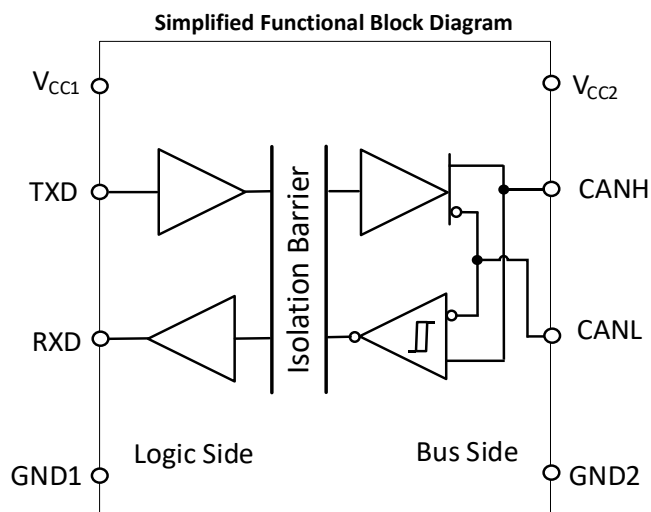 Simplified Functional Block Diagram
VCC1
VCC2
TXD
CANH
Isolation Barrier
RXD
CANL
Logic Side
Bus Side
GND1
GND2